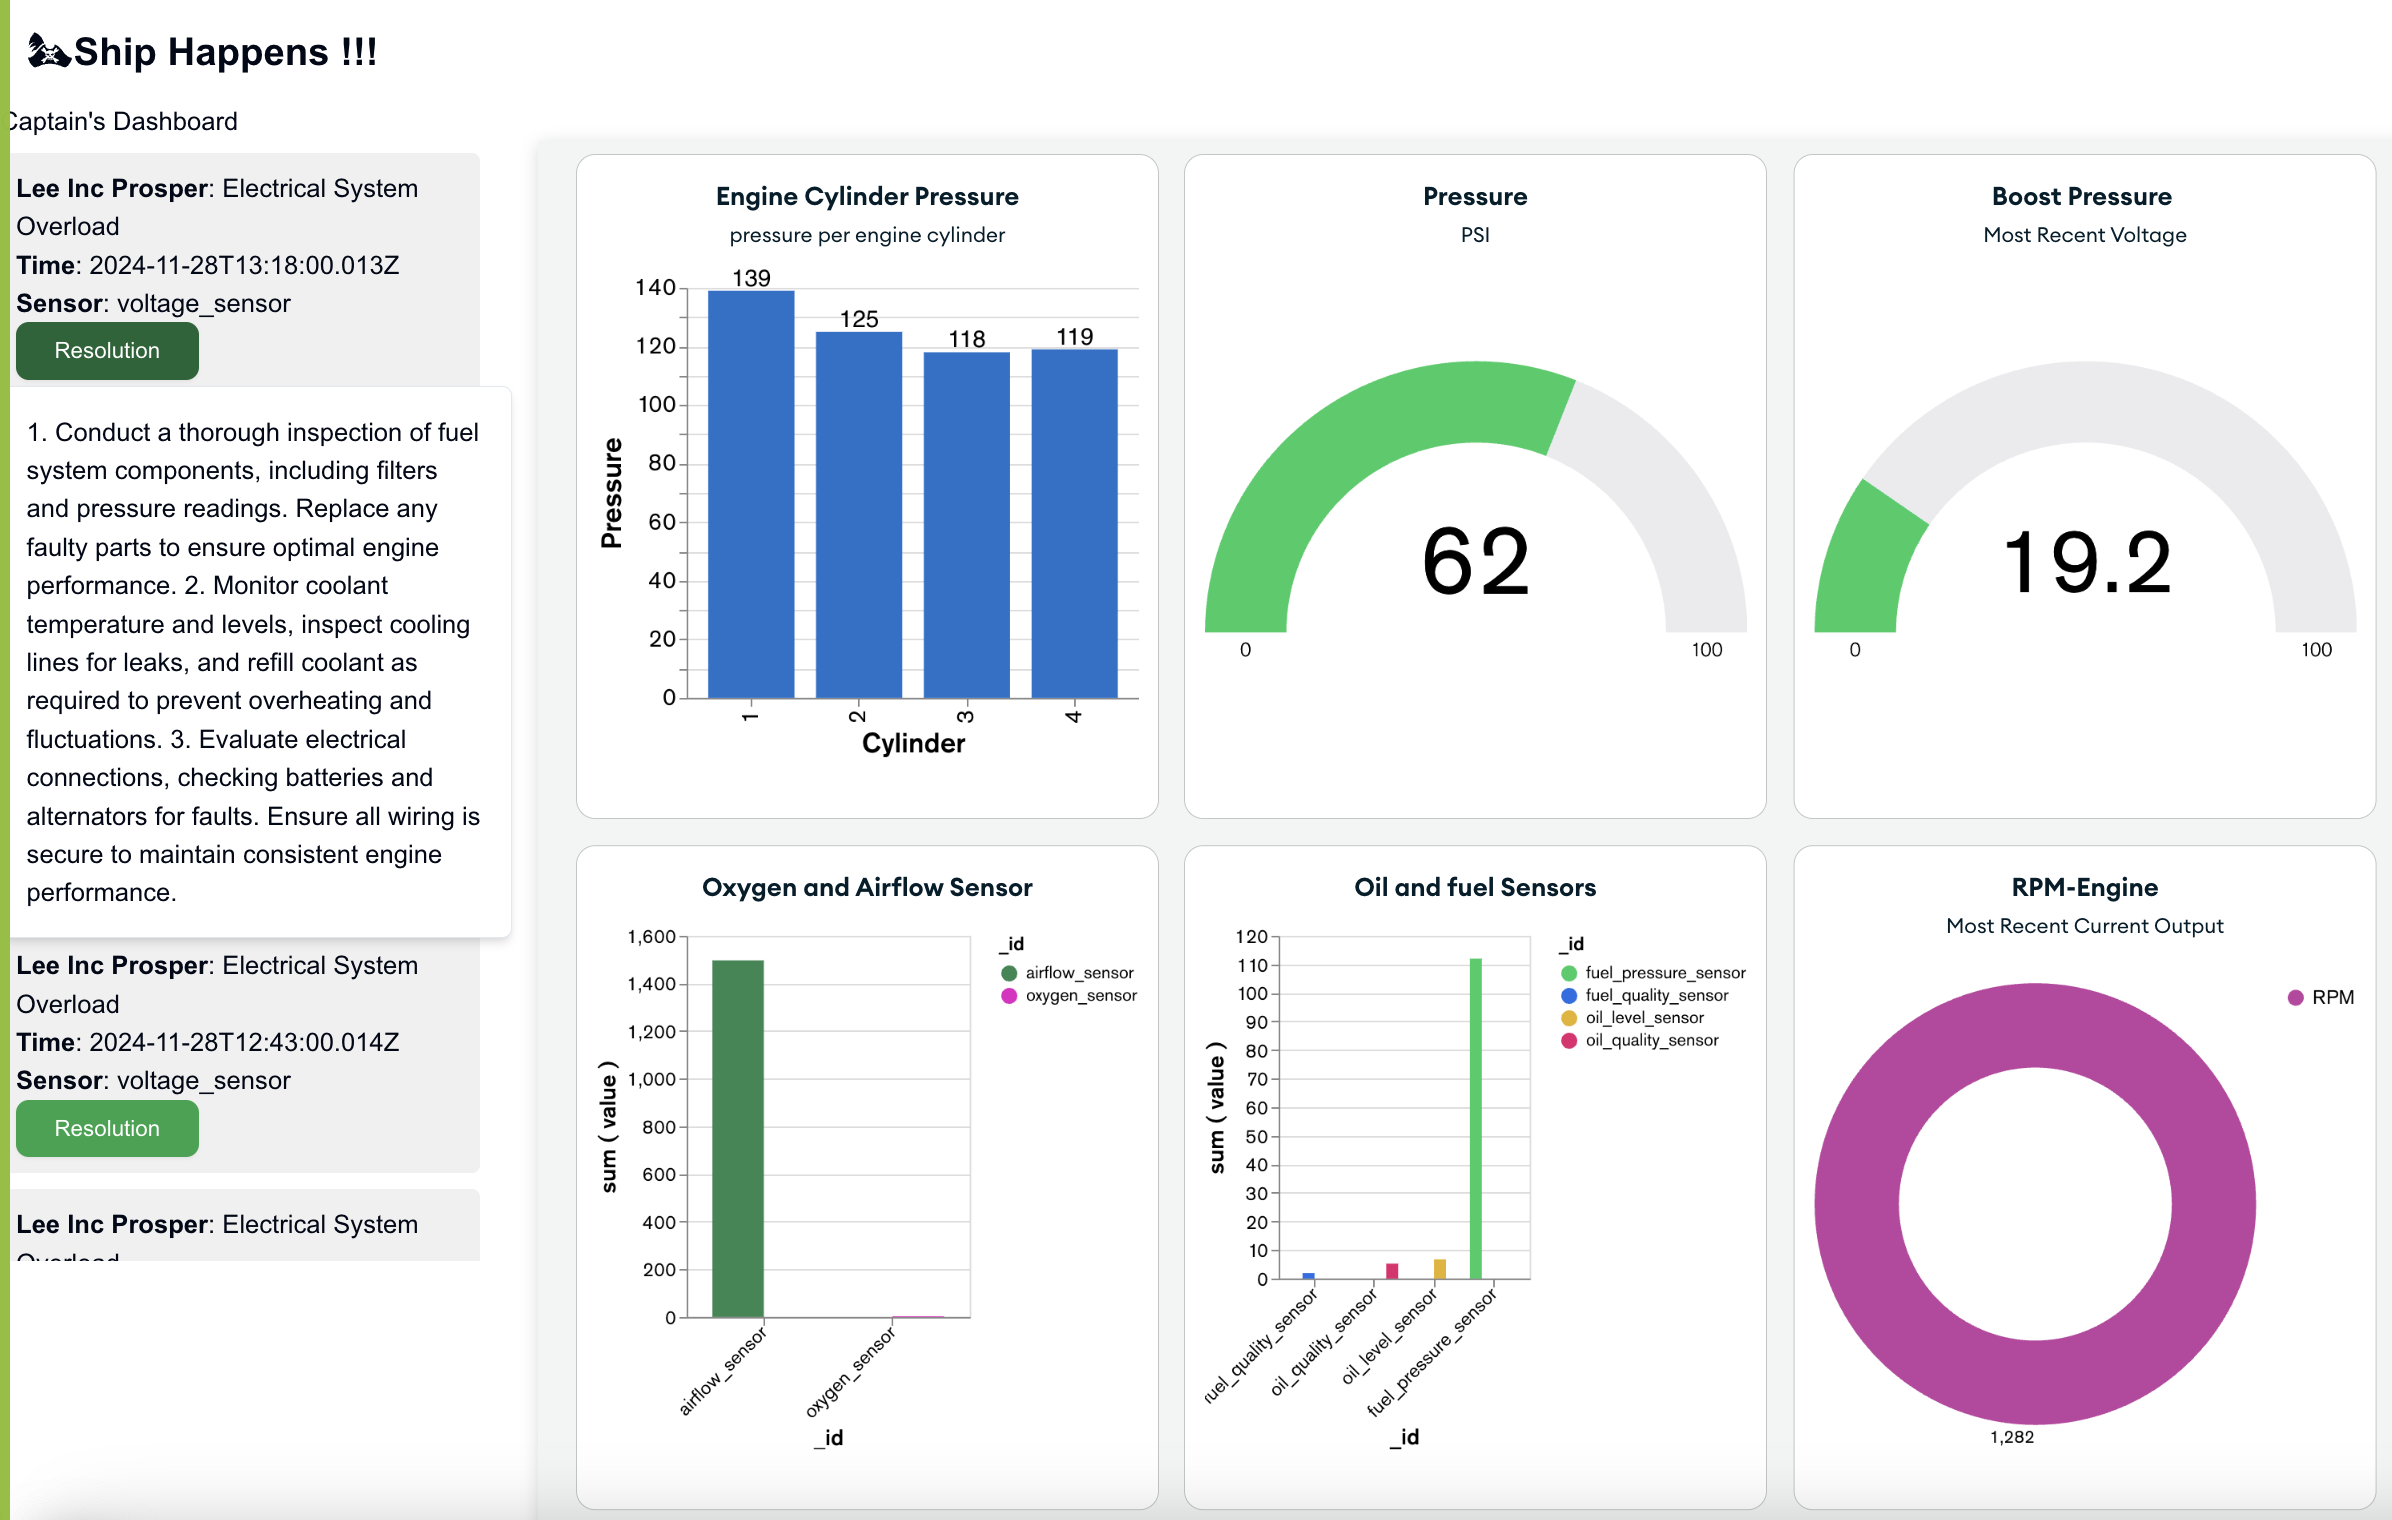 Ship Happens !!!
Captain's Dashboard
Lee Inc Prosper: Electrical System
Overload
Time: 2024-11-28T13:18:00.013Z
Sensor: voltage_sensor
Resolution
1. Conduct a thorough inspection of fuel
system components, including filters
and pressure readings. Replace any
faulty parts to ensure optimal engine
performance. 2. Monitor coolant
temperature and levels, inspect cooling
lines for leaks, and refill coolant as
required to prevent overheating and
fluctuations. 3. Evaluate electrical
connections, checking batteries and
alternators for faults. Ensure all wiring is
secure to maintain consistent engine
performance.
Lee Inc Prosper: Electrical System
Overload
Time: 2024-11-28T12:43:00.014Z
Sensor: voltage_sensor
Resolution
Lee Inc Prosper: Electrical System
Overload
Engine Cylinder Pressure
pressure per engine cylinder
Pressure
140
120
100
80
60
40
20
0
139
125
118
119
1
2
3
4
Cylinder
Pressure
PSI
62
0
100
Boost Pressure
Most Recent Voltage
19.2
0
100
Oxygen and Airflow Sensor
sum ( value )
1,600
1,400
1,200
1,000
800
600
400
200
0
airflow_sensor
oxygen_sensor
_id
_id
airflow_sensor
oxygen_sensor
Oil and fuel Sensors
sum ( value )
120
110
100
90
80
70
60
50
40
30
20
10
0
fuel_quality_sensor
oil_quality_sensor
oil_level_sensor
fuel_pressure_sensor
_id
_id
fuel_pressure_sensor
fuel_quality_sensor
oil_level_sensor
oil_quality_sensor
RPM-Engine
Most Recent Current Output
RPM
1,282